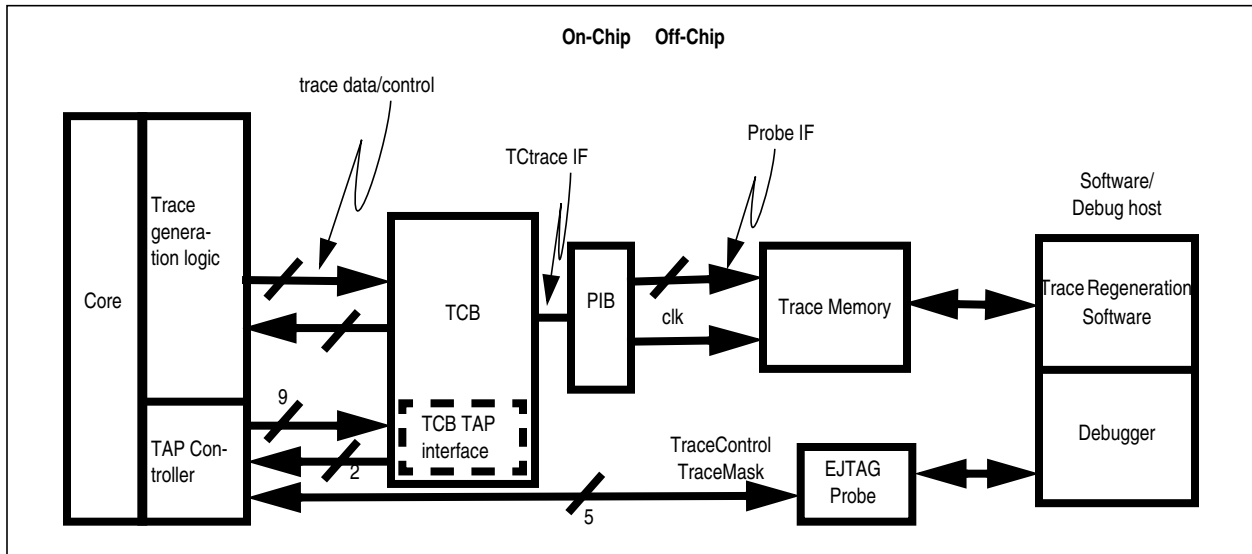 On-Chip Off-Chip
trace data/control
TCtrace IF
Probe IF
Software/
Debug host
Core
Trace
genera-
tion logic
TCB
PIB
clk
Trace Memory
Trace Regeneration
Software
9
TAP Con-
troller
2
TCB TAP
interface
TraceControl
TraceMask
5
EJTAG
Probe
Debugger